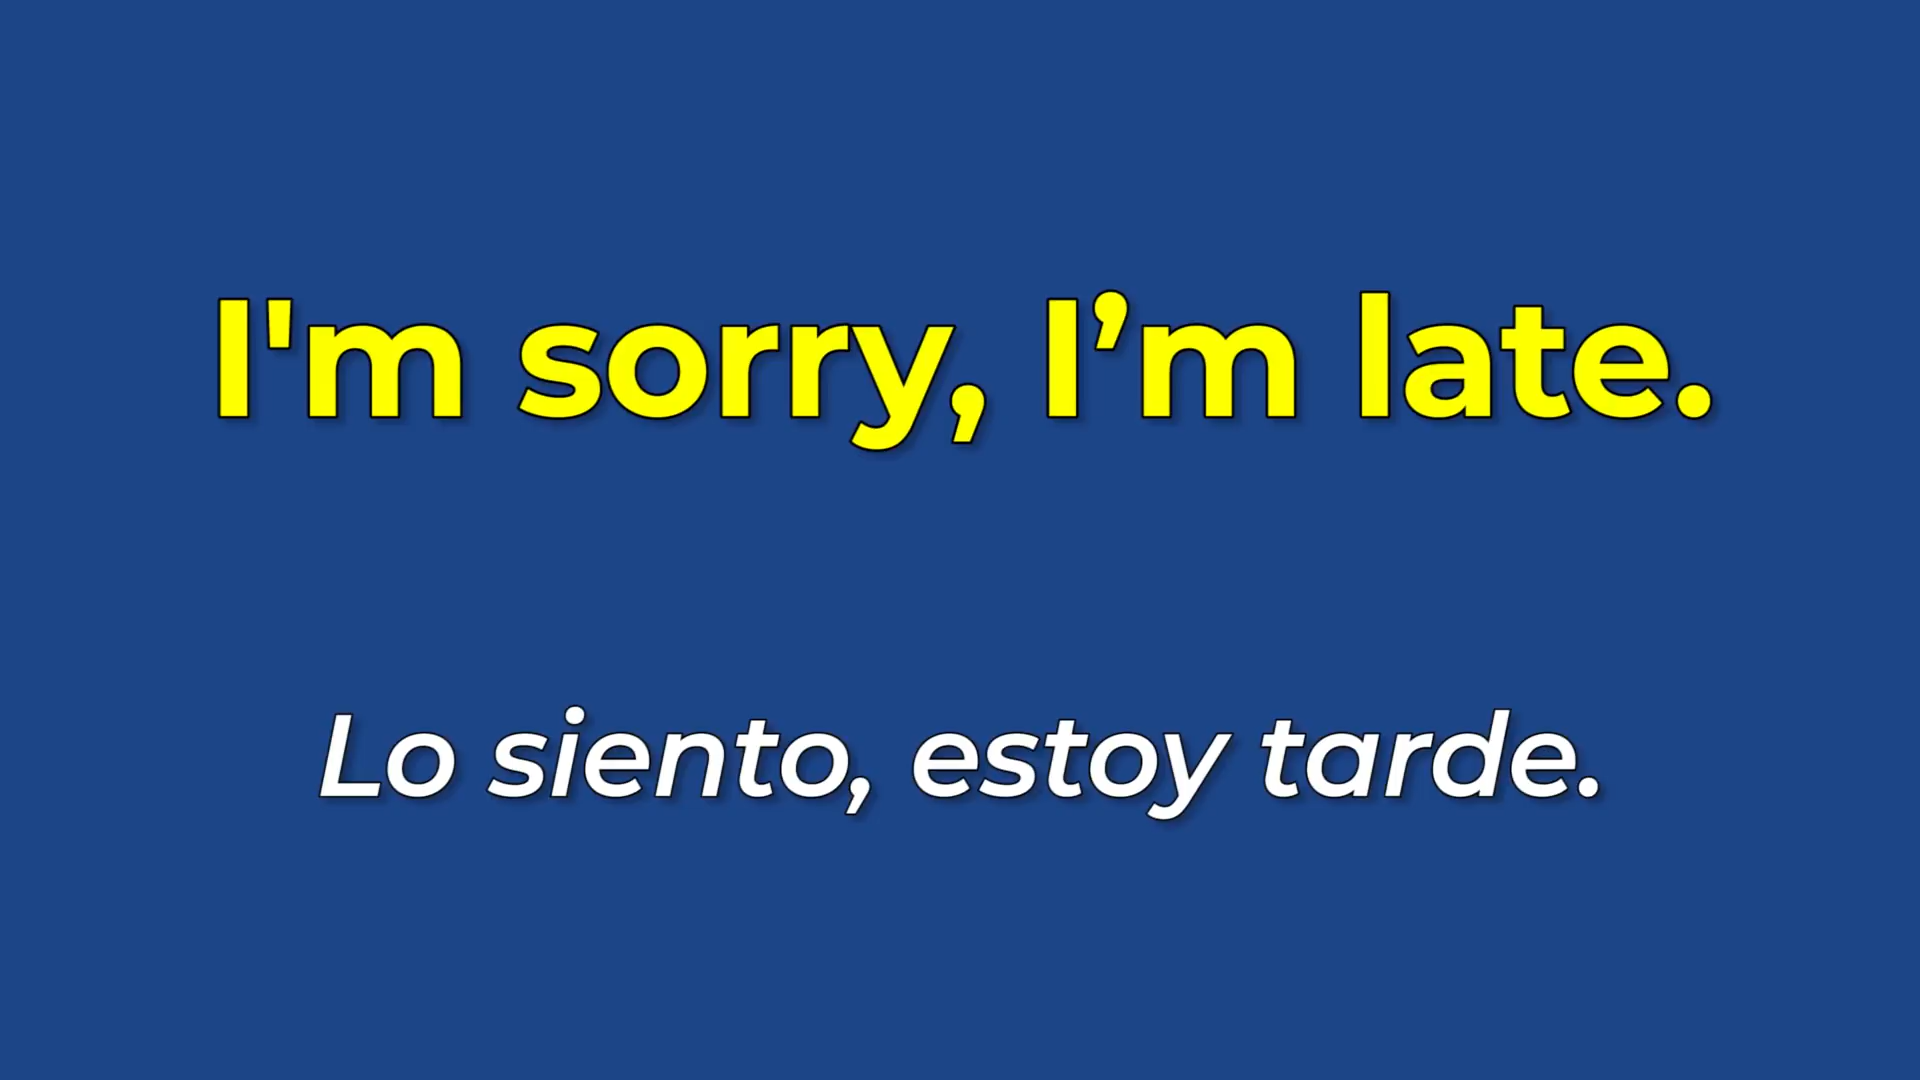 I'm sorry, I’m late.
Lo siento, estoy tarde.